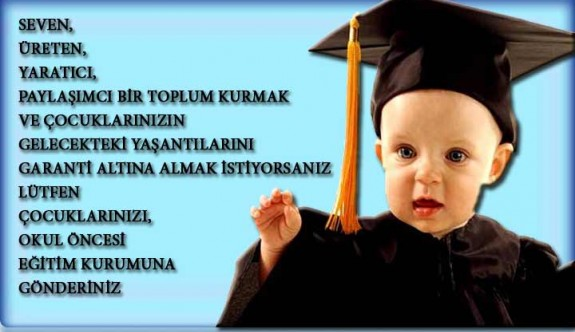 SEVEN,
ÜRETEN,
YARATICI,
PAYLAŞIMCI BİR TOPLUM KURMAK
VE ÇOCUKLARINIZIN
GELECEKTEKİ YAŞANTILARINI
GARANTİ ALTINA ALMAK İSTİYORSANIZ
LÜTFEN
ÇOCUKLARINIZI,
OKUL ÖNCESİ
EĞİTİM KURUMUNA
GÖNDERİNİZ